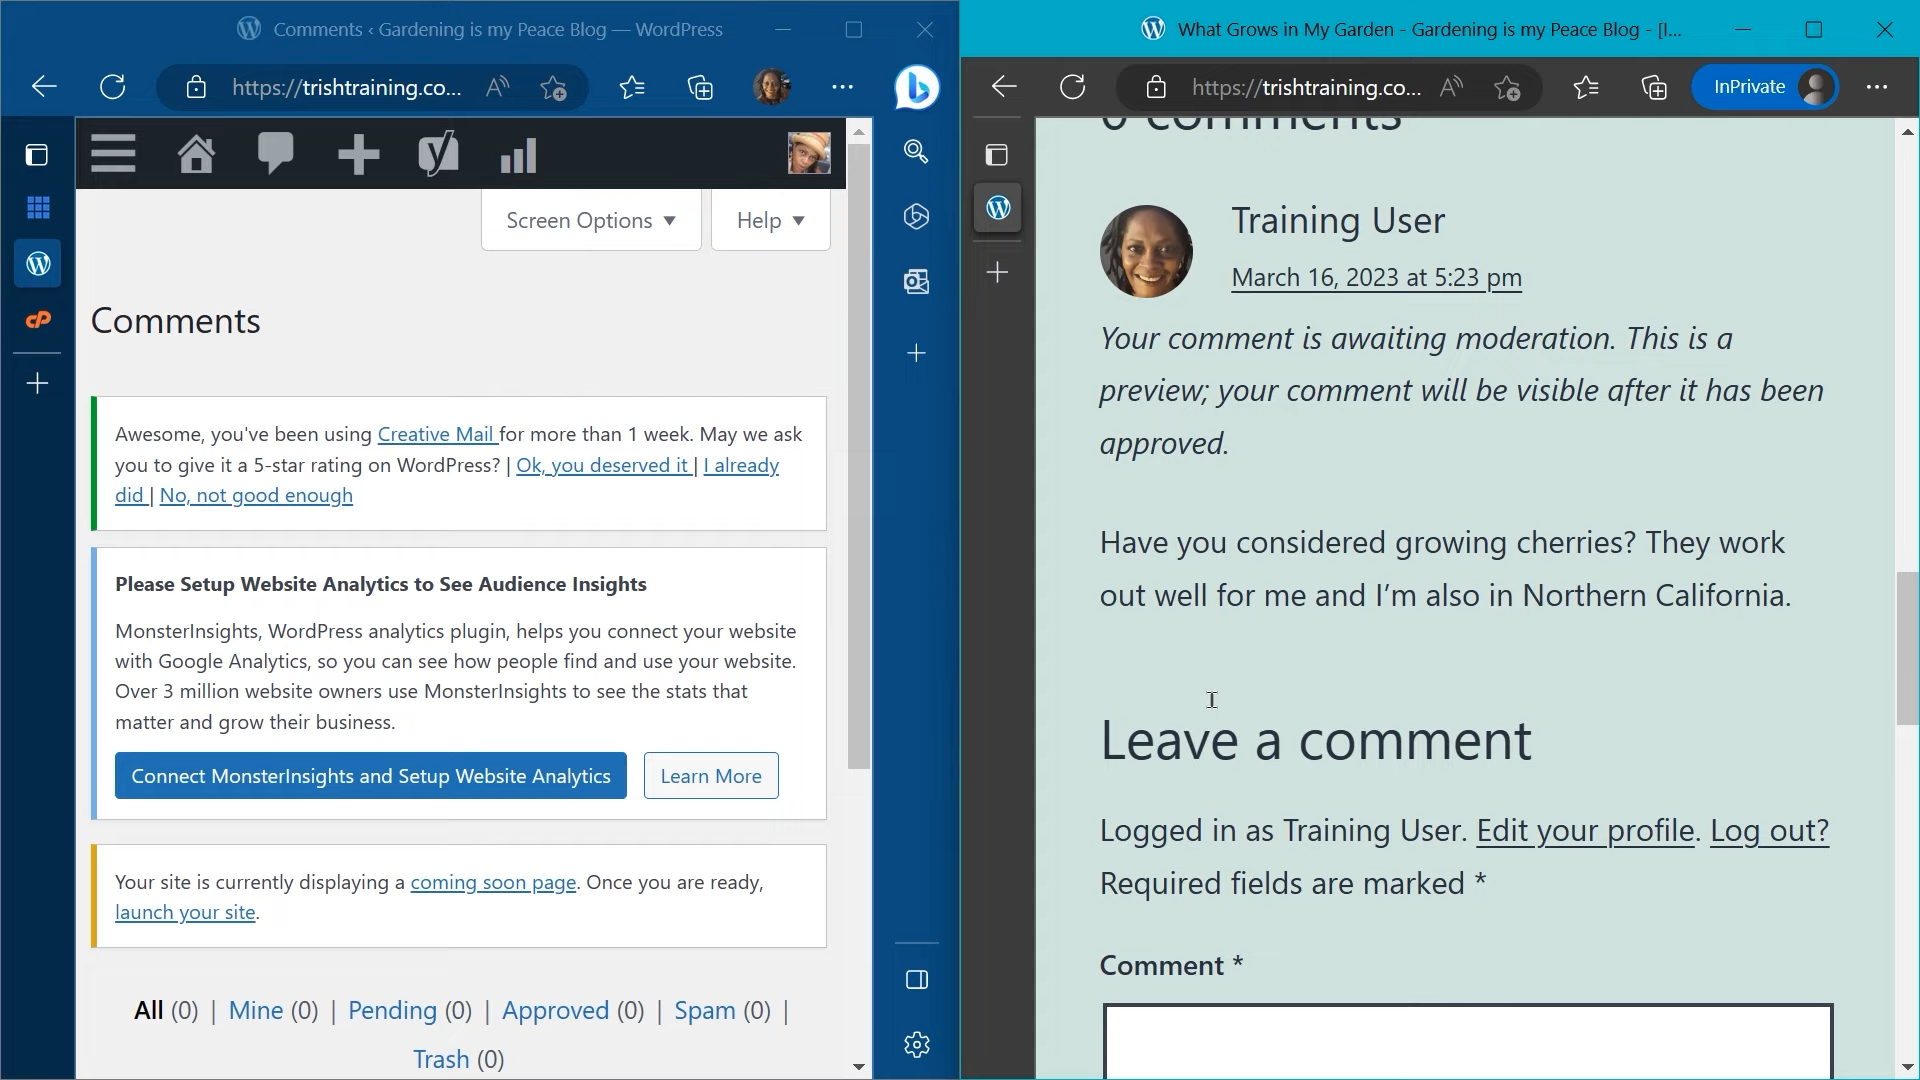 Comments ‹ Gardening is my Peace Blog — WordPress
https://trishtraining.co...
Screen Options ▼
Help ▼
Comments
Awesome, you've been using Creative Mail for more than 1 week. May we ask
you to give it a 5-star rating on WordPress? | Ok, you deserved it | I already
did | No, not good enough
Please Setup Website Analytics to See Audience Insights
MonsterInsights, WordPress analytics plugin, helps you connect your website
with Google Analytics, so you can see how people find and use your website.
Over 3 million website owners use MonsterInsights to see the stats that
matter and grow their business.
Connect MonsterInsights and Setup Website Analytics
Learn More
Your site is currently displaying a coming soon page. Once you are ready,
launch your site.
All (0) | Mine (0) | Pending (0) | Approved (0) | Spam (0) |
Trash (0)
What Grows in My Garden - Gardening is my Peace Blog - [I...
https://trishtraining.co...
InPrivate
comments
Training User
March 16, 2023 at 5:23 pm
Your comment is awaiting moderation. This is a
preview; your comment will be visible after it has been
approved.
Have you considered growing cherries? They work
out well for me and I’m also in Northern California.
Leave a comment
Logged in as Training User. Edit your profile. Log out?
Required fields are marked *
Comment *